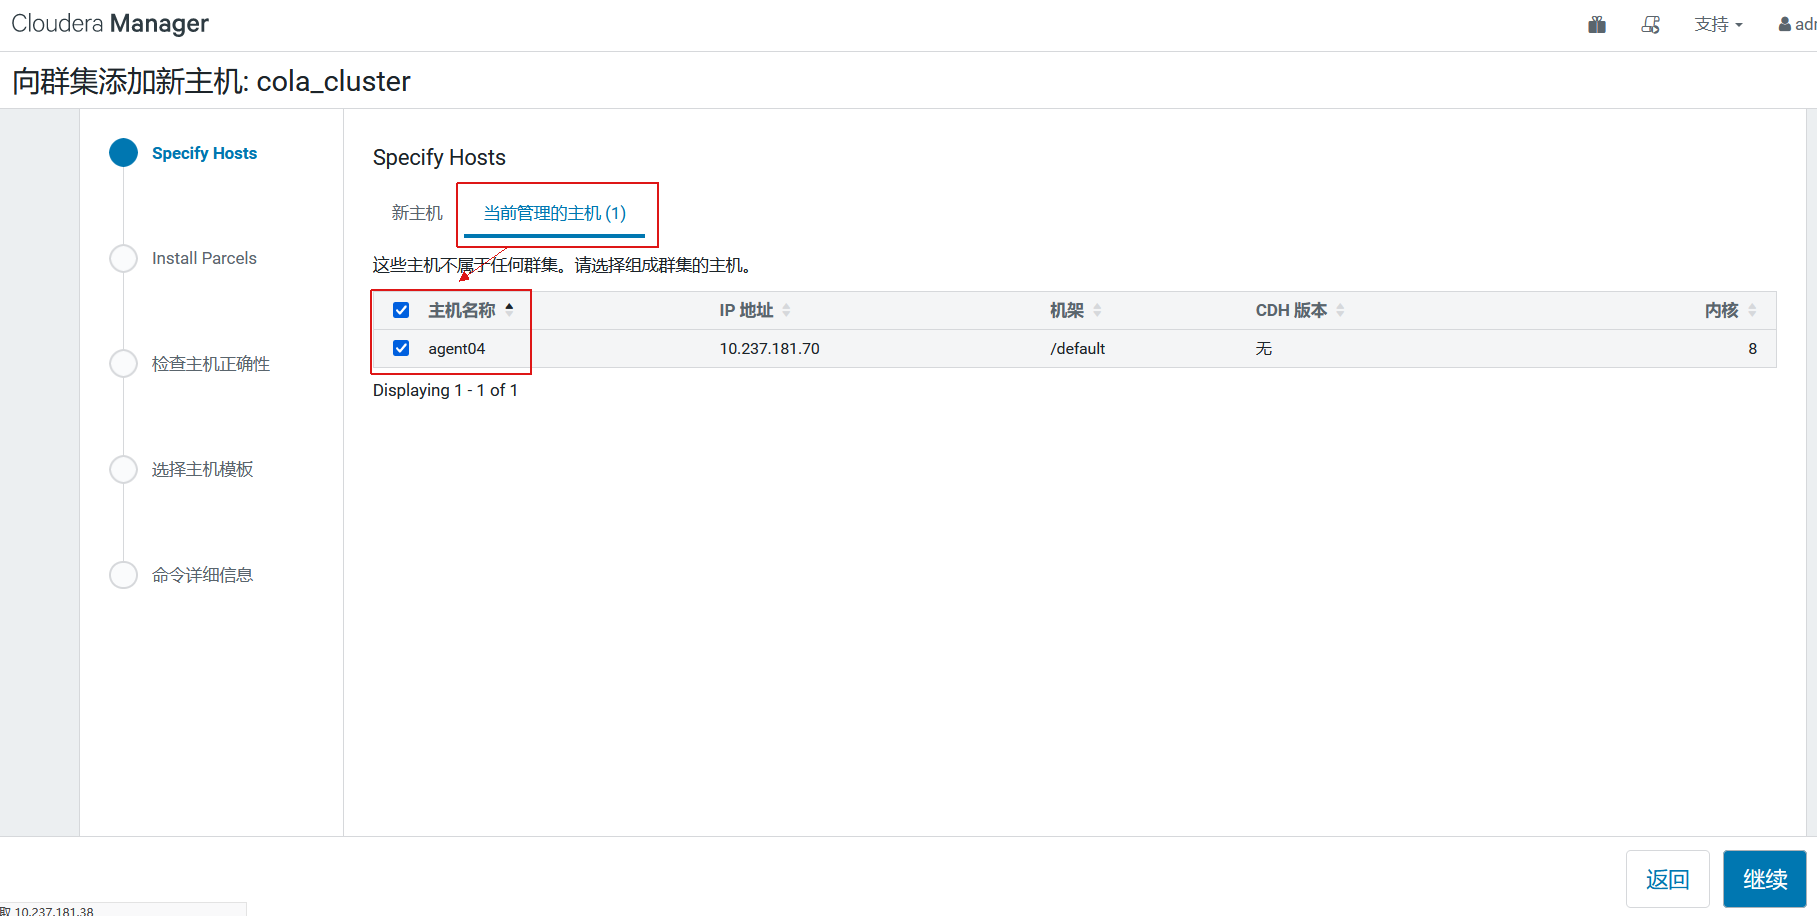 Cloudera Manager
支持
adr
向群集添加新主机: cola_cluster
Specify Hosts
Install Parcels
检查主机正确性
选择主机模板
命令详细信息
Specify Hosts
新主机 当前管理的主机 (1)
这些主机不属于任何群集。请选择组成群集的主机。
主机名称 IP 地址 机架 CDH 版本 内核
agent04 10.237.181.70 /default 无 8
Displaying 1 - 1 of 1
返回 继续
取 10.237.181.38